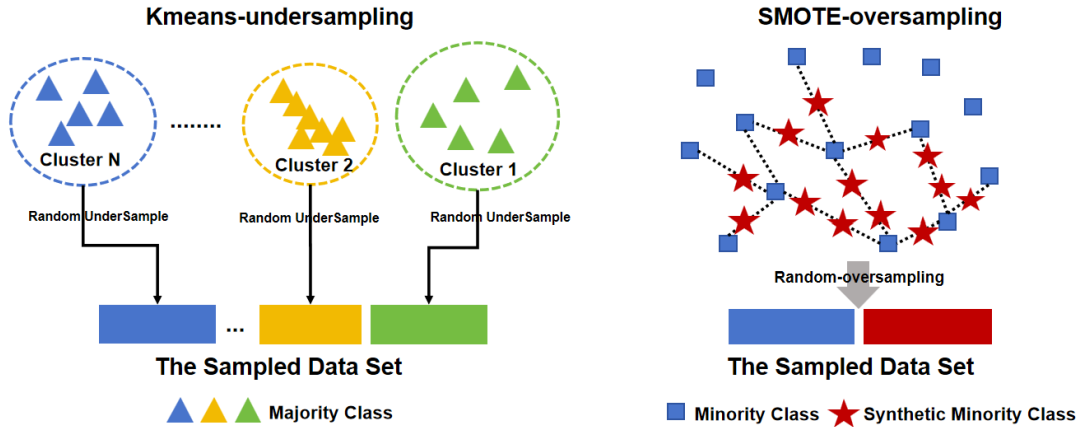 Kmeans-undersampling
Cluster N
........
Cluster 2
Cluster 1
Random UnderSample
Random UnderSample
Random UnderSample
...
The Sampled Data Set
Majority Class
SMOTE-oversampling
Random-oversampling
The Sampled Data Set
Minority Class
Synthetic Minority Class